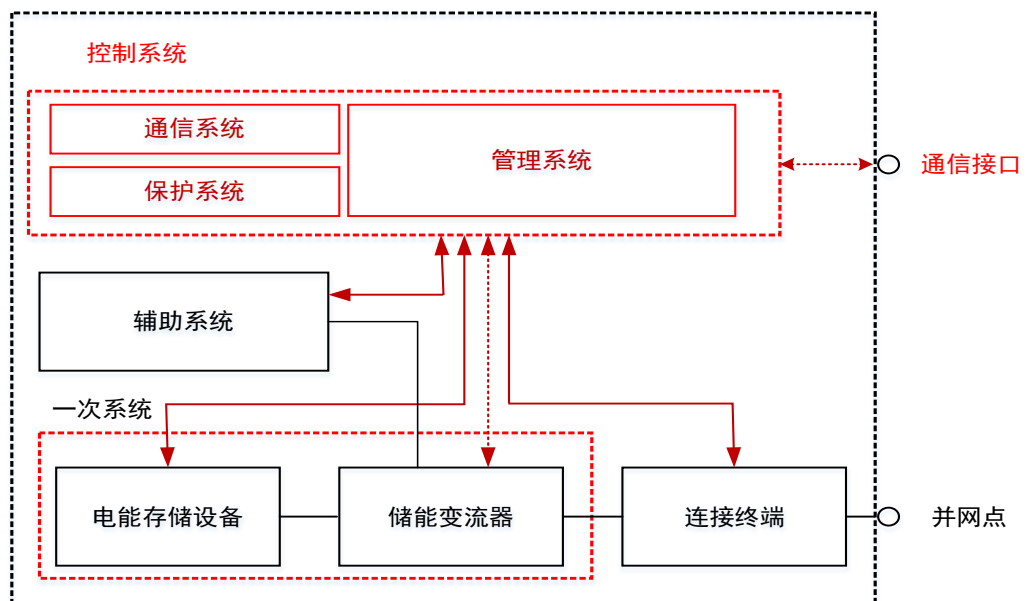 控制系统
通信系统
管理系统
保护系统
通信接口
辅助系统
一次系统
电能存储设备
储能变流器
连接终端
并网点